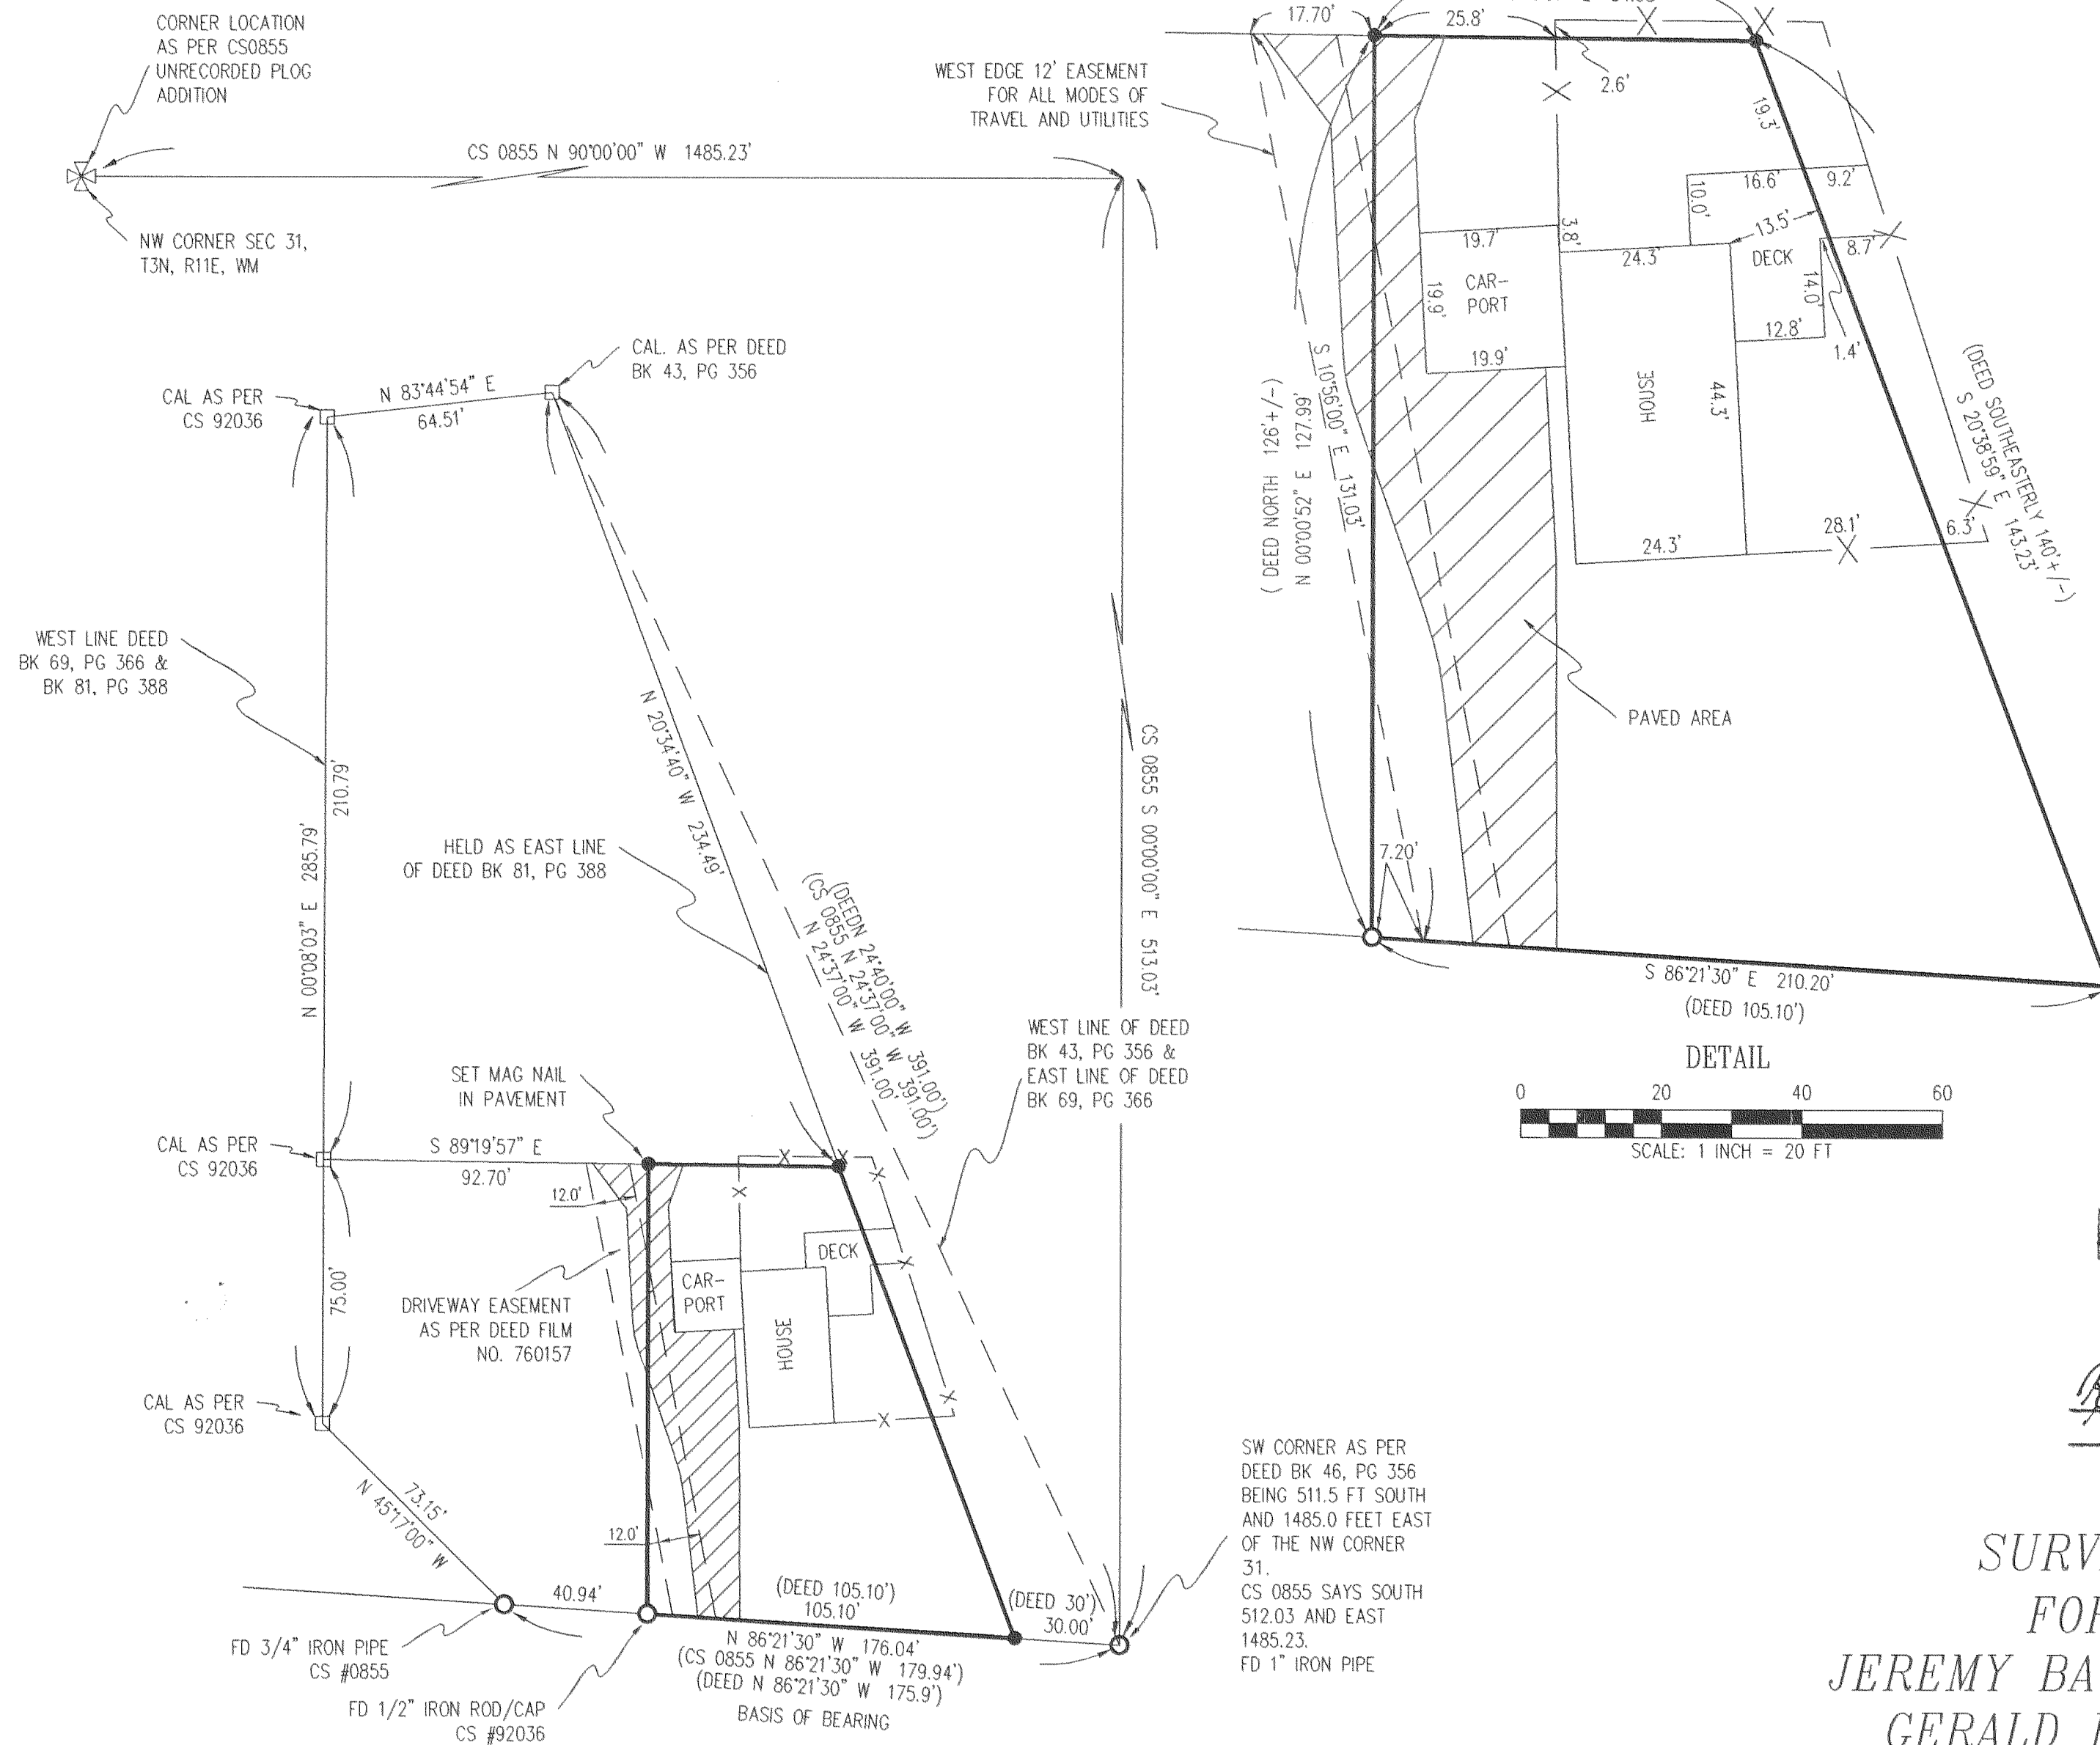 CORNER LOCATION
AS PER CS0855
UNRECORDED PLOG
ADDITION
CS 0855 N 90°00'00" W 1485.23'
NW CORNER SEC 31,
T3N, R11E, WM
CAL. AS PER DEED
BK 43, PG 356
CAL AS PER
CS 92036
N 83°44'54" E
64.51'
WEST LINE DEED
BK 69, PG 366 &
BK 81, PG 388
210.79'
N 00°08'03" E 285.79'
N 20°34'40" W 234.49'
HELD AS EAST LINE
OF DEED BK 81, PG 388
(DEEDN 24°40'00" W 391.00')
(CS 0855 N 24°37'00" W 391.00')
N 24°37'00" W 391.00'
CS 0855 S 00°00'00" E 513.03'
WEST LINE OF DEED
BK 43, PG 356 &
EAST LINE OF DEED
BK 69, PG 366
SET MAG NAIL
IN PAVEMENT
CAL AS PER
CS 92036
S 89°19'57" E
92.70'
12.0'
75.00'
DRIVEWAY EASEMENT
AS PER DEED FILM
NO. 760157
X
X
X
X
DECK
X
CAR-
PORT
HOUSE
X
X
CAL AS PER
CS 92036
73.15'
N 45°17'00" W
12.0'
40.94'
(DEED 105.10')
105.10'
(DEED 30')
30.00'
N 86°21'30" W 176.04'
(CS 0855 N 86°21'30" W 179.94')
(DEED N 86°21'30" W 175.9')
BASIS OF BEARING
FD 3/4" IRON PIPE
CS #0855
FD 1/2" IRON ROD/CAP
CS #92036
SW CORNER AS PER
DEED BK 46, PG 356
BEING 511.5 FT SOUTH
AND 1485.0 FEET EAST
OF THE NW CORNER
31.
CS 0855 SAYS SOUTH
512.03 AND EAST
1485.23.
FD 1" IRON PIPE
17.70'
25.8'
X
X
2.6'
X
WEST EDGE 12' EASEMENT
FOR ALL MODES OF
TRAVEL AND UTILITIES
19.3'
16.6'
9.2'
10.0'
13.5'
DECK
8.7'
X
19.7'
3.8'
24.3'
CAR-
PORT
19.9'
14.0'
12.8'
1.4'
19.9'
HOUSE
44.3'
S 10°56'00" E 131.03'
( DEED NORTH 126'+/-)
N 00°00'52" E 127.99'
(DEED SOUTHEASTERLY 140'+/-)
S 20°38'59" E 143.23'
X
28.1'
6.3'
24.3'
X
PAVED AREA
7.20'
S 86°21'30" E 210.20'
(DEED 105.10')
DETAIL
0 20 40 60
SCALE: 1 INCH = 20 FT
SURV
FOR
JEREMY BA
GERALD